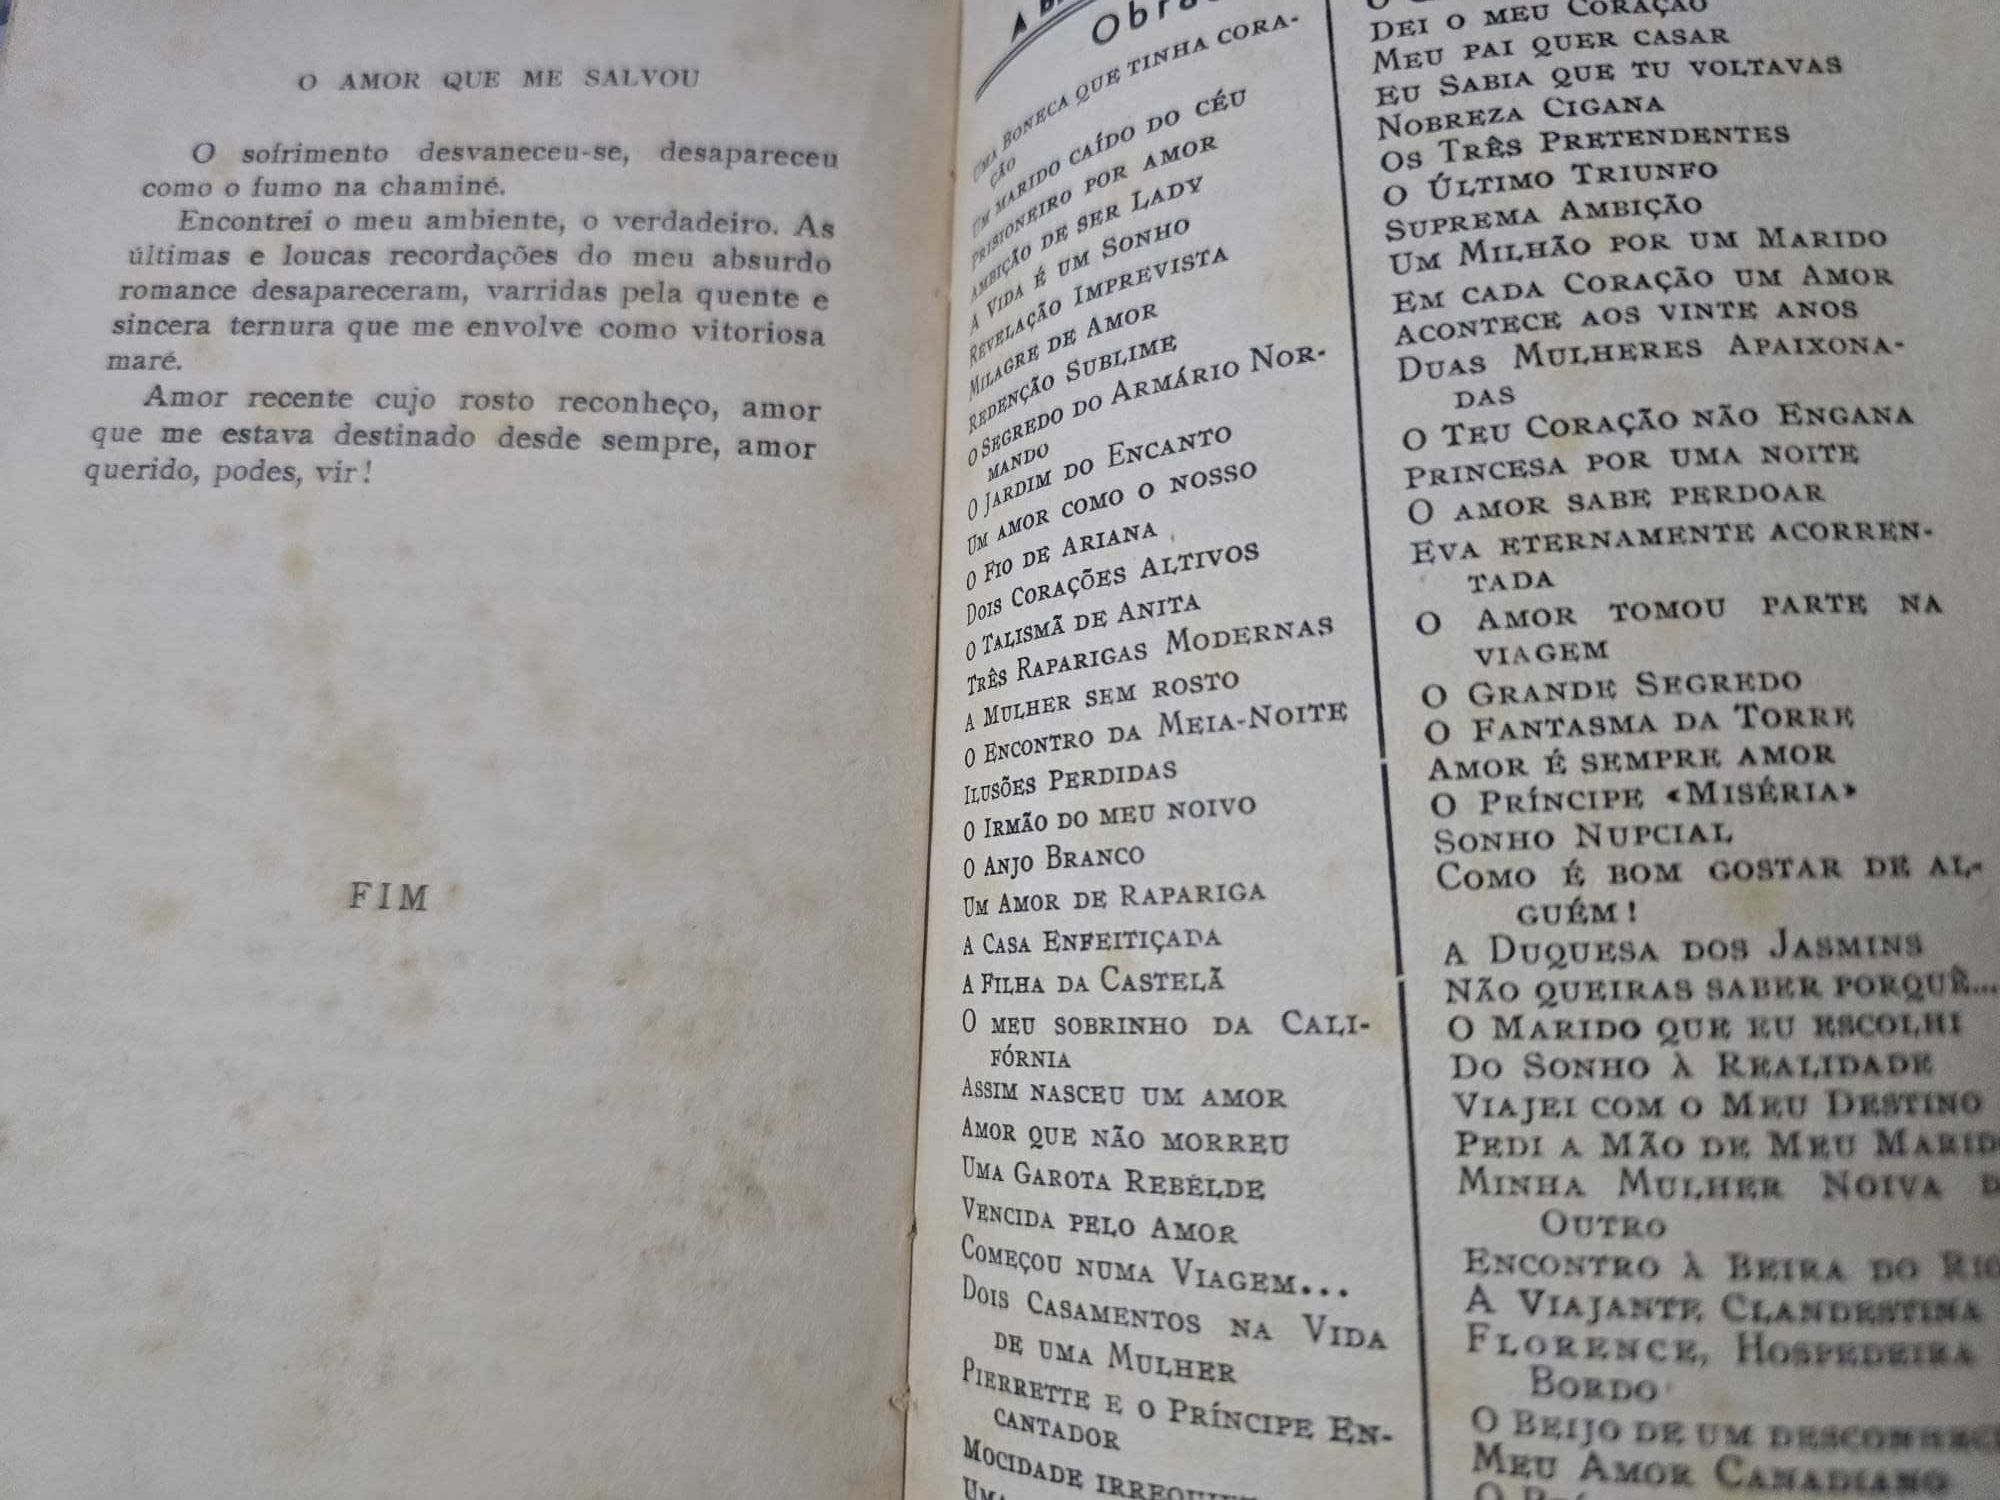 O AMOR QUE ME SALVOU
O sofrimento desvaneceu-se, desapareceu
como o fumo na chaminé.
Encontrei o meu ambiente, o verdadeiro. As
últimas e loucas recordações do meu absurdo
romance desapareceram, varridas pela quente e
sincera ternura que me envolve como vitoriosa
maré.
Amor recente cujo rosto reconheço, amor
que me estava destinado desde sempre, amor
querido, podes, vir!
FIM
A
UMA BONECA QUE TINHA CORA-
ÇÃO
UM MARIDO CAÍDO DO CÉU
PRISIONEIRO POR AMOR
AMBIÇÃO DE SER LADY
A VIDA É UM SONHO
REVELAÇÃO IMPREVISTA
MILAGRE DE AMOR
REDENÇÃO SUBLIME
O SEGREDO DO ARMÁRIO NOR-
MANDO
O JARDIM DO ENCANTO
UM AMOR COMO O NOSSO
O FIO DE ARIANA
DOIS CORAÇÕES ALTIVOS
O TALISMÃ DE ANITA
TRÊS RAPARIGAS MODERNAS
A MULHER SEM ROSTO
O ENCONTRO DA MEIA-NOITE
ILUSÕES PERDIDAS
O IRMÃO DO MEU NOIVO
O ANJO BRANCO
UM AMOR DE RAPARIGA
A CASA ENFEITIÇADA
A FILHA DA CASTELÃ
O MEU SOBRINHO DA CALI-
FÓRNIA
ASSIM NASCEU UM AMOR
AMOR QUE NÃO MORREU
UMA GAROTA REBÉLDE
VENCIDA PELO AMOR
COMEÇOU NUMA VIAGEM...
DOIS CASAMENTOS NA VIDA
DE UMA MULHER
PIERRETTE E O PRÍNCIPE EN-
CANTADOR
MOCIDADE
DEI O MEU CORAÇÃO
MEU PAI QUER CASAR
EU SABIA QUE TU VOLTAVAS
NOBREZA CIGANA
OS TRÊS PRETENDENTES
O ÚLTIMO TRIUNFO
SUPREMA AMBIÇÃO
UM MILHÃO POR UM MARIDO
EM CADA CORAÇÃO UM AMOR
ACONTECE AOS VINTE ANOS
DUAS MULHERES APAIXONA-
DAS
O TEU CORAÇÃO NÃO ENGANA
PRINCESA POR UMA NOITE
O AMOR SABE PERDOAR
EVA ETERNAMENTE ACORREN-
TADA
O AMOR TOMOU PARTE NA
VIAGEM
O GRANDE SEGREDO
O FANTASMA DA TORRE
AMOR É SEMPRE AMOR
O PRÍNCIPE «MISÉRIA»
SONHO NUPCIAL
COMO É BOM GOSTAR DE AL-
GUÉM!
A DUQUESA DOS JASMINS
NÃO QUEIRAS SABER PORQUÊ...
O MARIDO QUE EU ESCOLHI
DO SONHO À REALIDADE
VIAJEI COM O MEU DESTINO
PEDI A MÃO DE MEU
MINHA MULHER NOIVA
OUTRO
ENCONTRO À BEIRA DO
A VIAJANTE CLANDESTINA
FLORENCE, HOSPEDEIRA
BORDO
O BEIJO DE UM
MEU AMOR CANADIANO